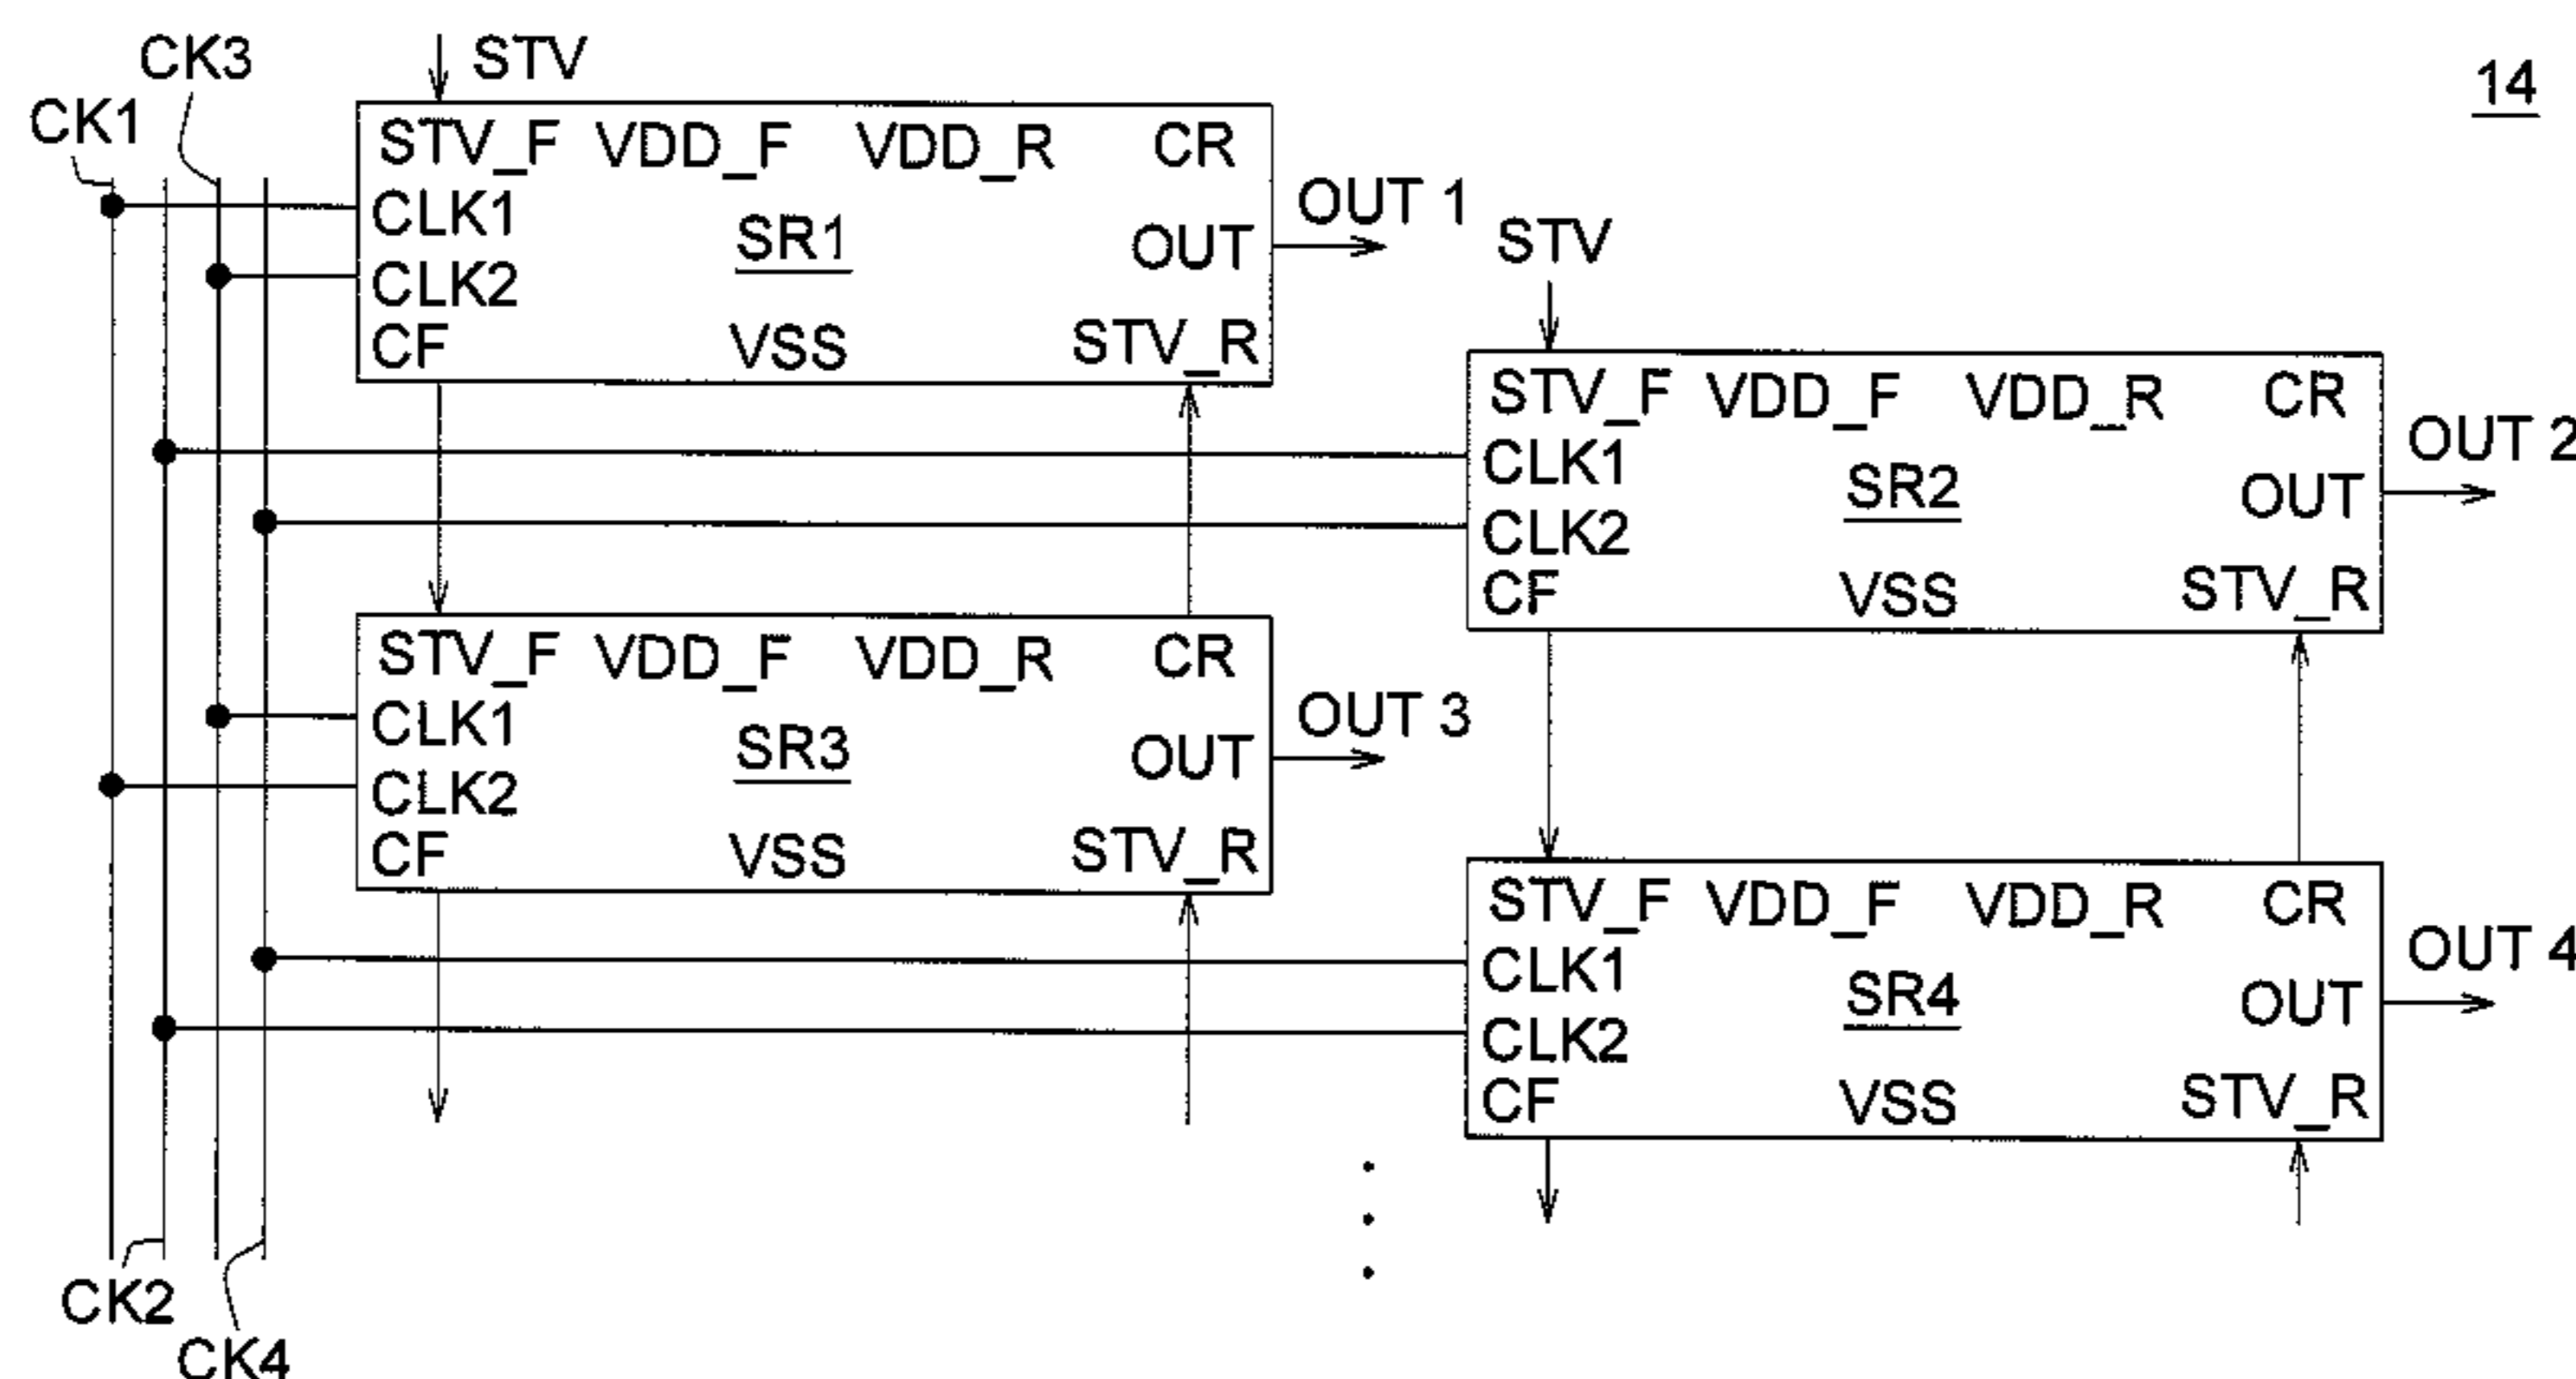 CK1
CK3
STV
14
STV_F VDD_F VDD_R CR
CLK1
SR1
OUT
OUT 1
CLK2
CF VSS STV_R
STV
STV_F VDD_F VDD_R CR
CLK1
SR2
OUT
OUT 2
CLK2
CF VSS STV_R
STV_F VDD_F VDD_R CR
CLK1
SR3
OUT
OUT 3
CLK2
CF VSS STV_R
STV_F VDD_F VDD_R CR
CLK1
SR4
OUT
OUT 4
CLK2
CF VSS STV_R
CK2
CK4